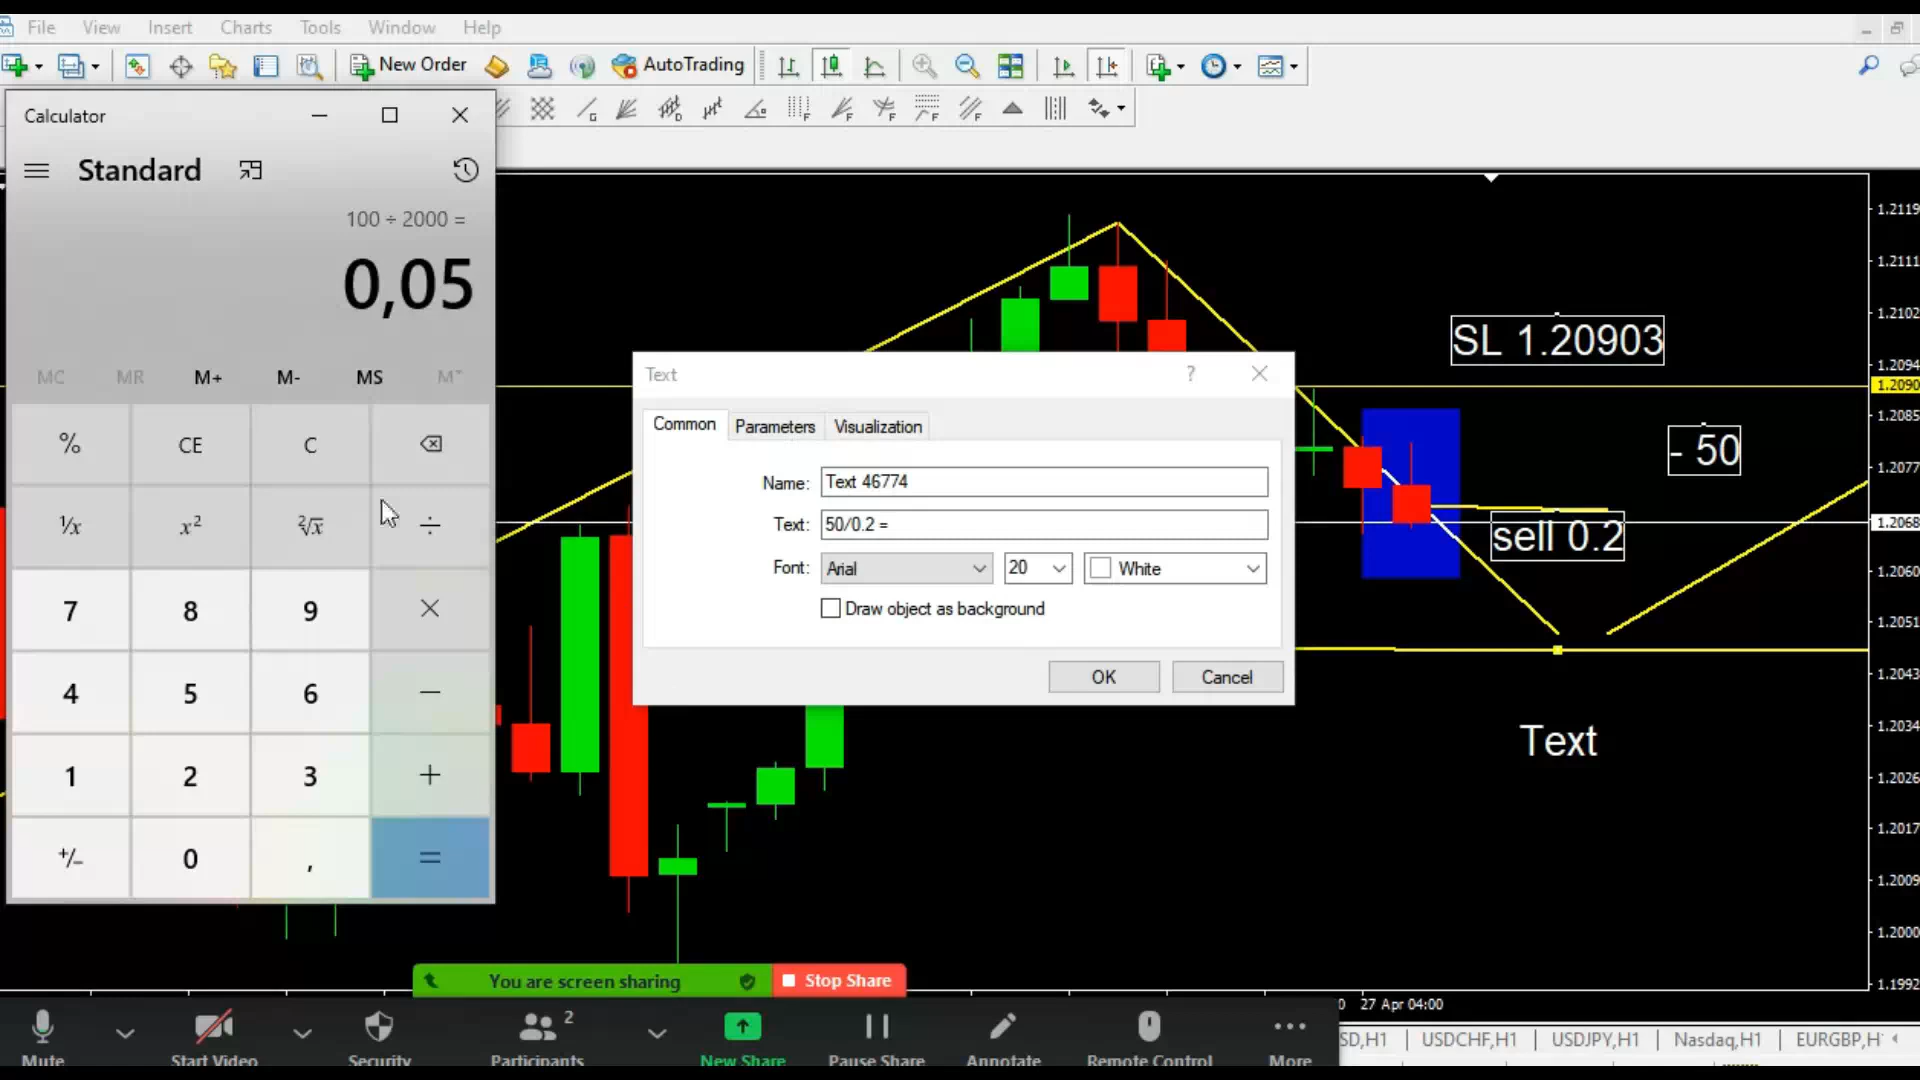 File View Insert Charts Tools Window Help
New Order AutoTrading
Calculator
Standard
100 ÷ 2000 =
0,05
MC MR M+ M- MS
% CE C
⅟x x² ²√x ÷
7 8 9 ×
4 5 6 −
1 2 3 +
+/− 0 , =
Text ?
Common Parameters Visualization
Name: Text 46774
Text: 50/0.2 =
Font: Arial 20 White
Draw object as background
OK Cancel
SL 1.20903
- 50
sell 0.2
Text
1.2119
1.2111
1.2102
1.2094
1.2090
1.2085
1.2077
1.2068
1.2060
1.2051
1.2043
1.2034
1.2026
1.2017
1.2009
1.2000
1.1992
27 Apr 04:00
You are screen sharing Stop Share
Mute Start Video Security Participants 2 New Share Pause Share Annotate Remote Control More
SD,H1 USDCHF,H1 USDJPY,H1 Nasdaq,H1 EURGBP,H